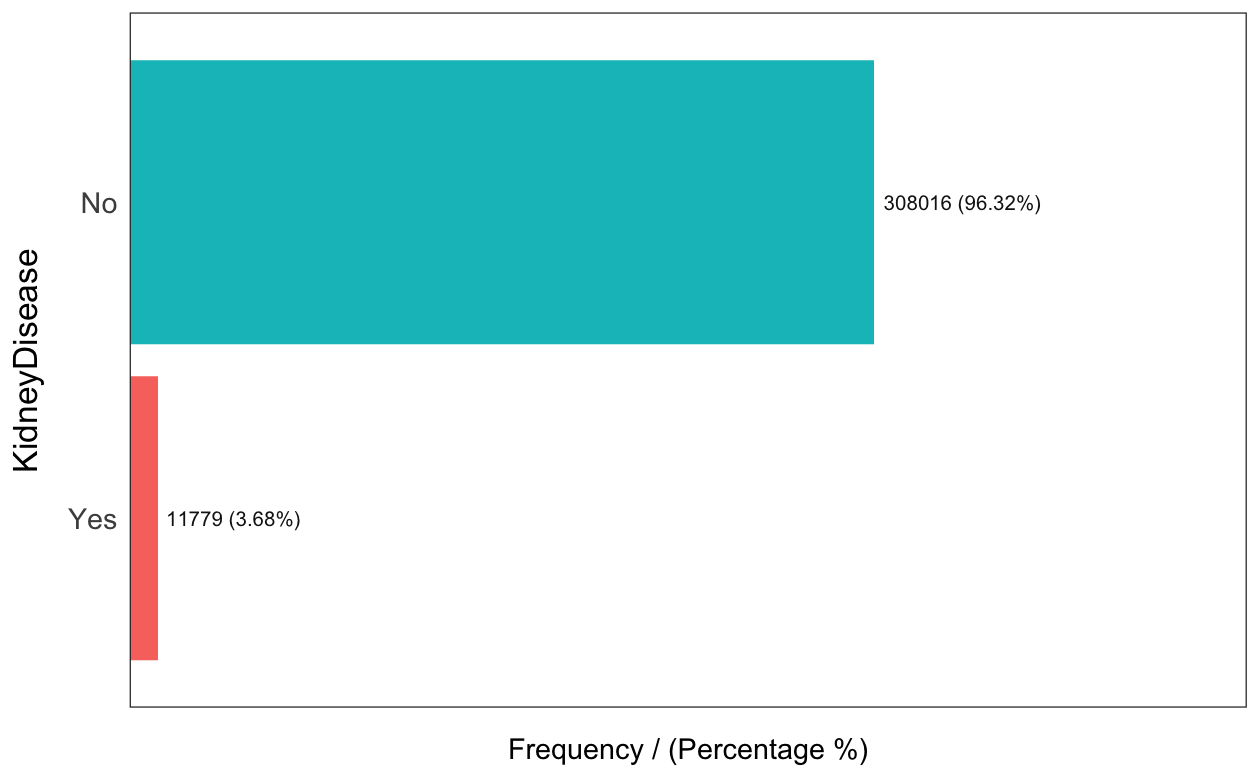 KidneyDisease
No
308016 (96.32%)
Yes
11779 (3.68%)
Frequency / (Percentage %)